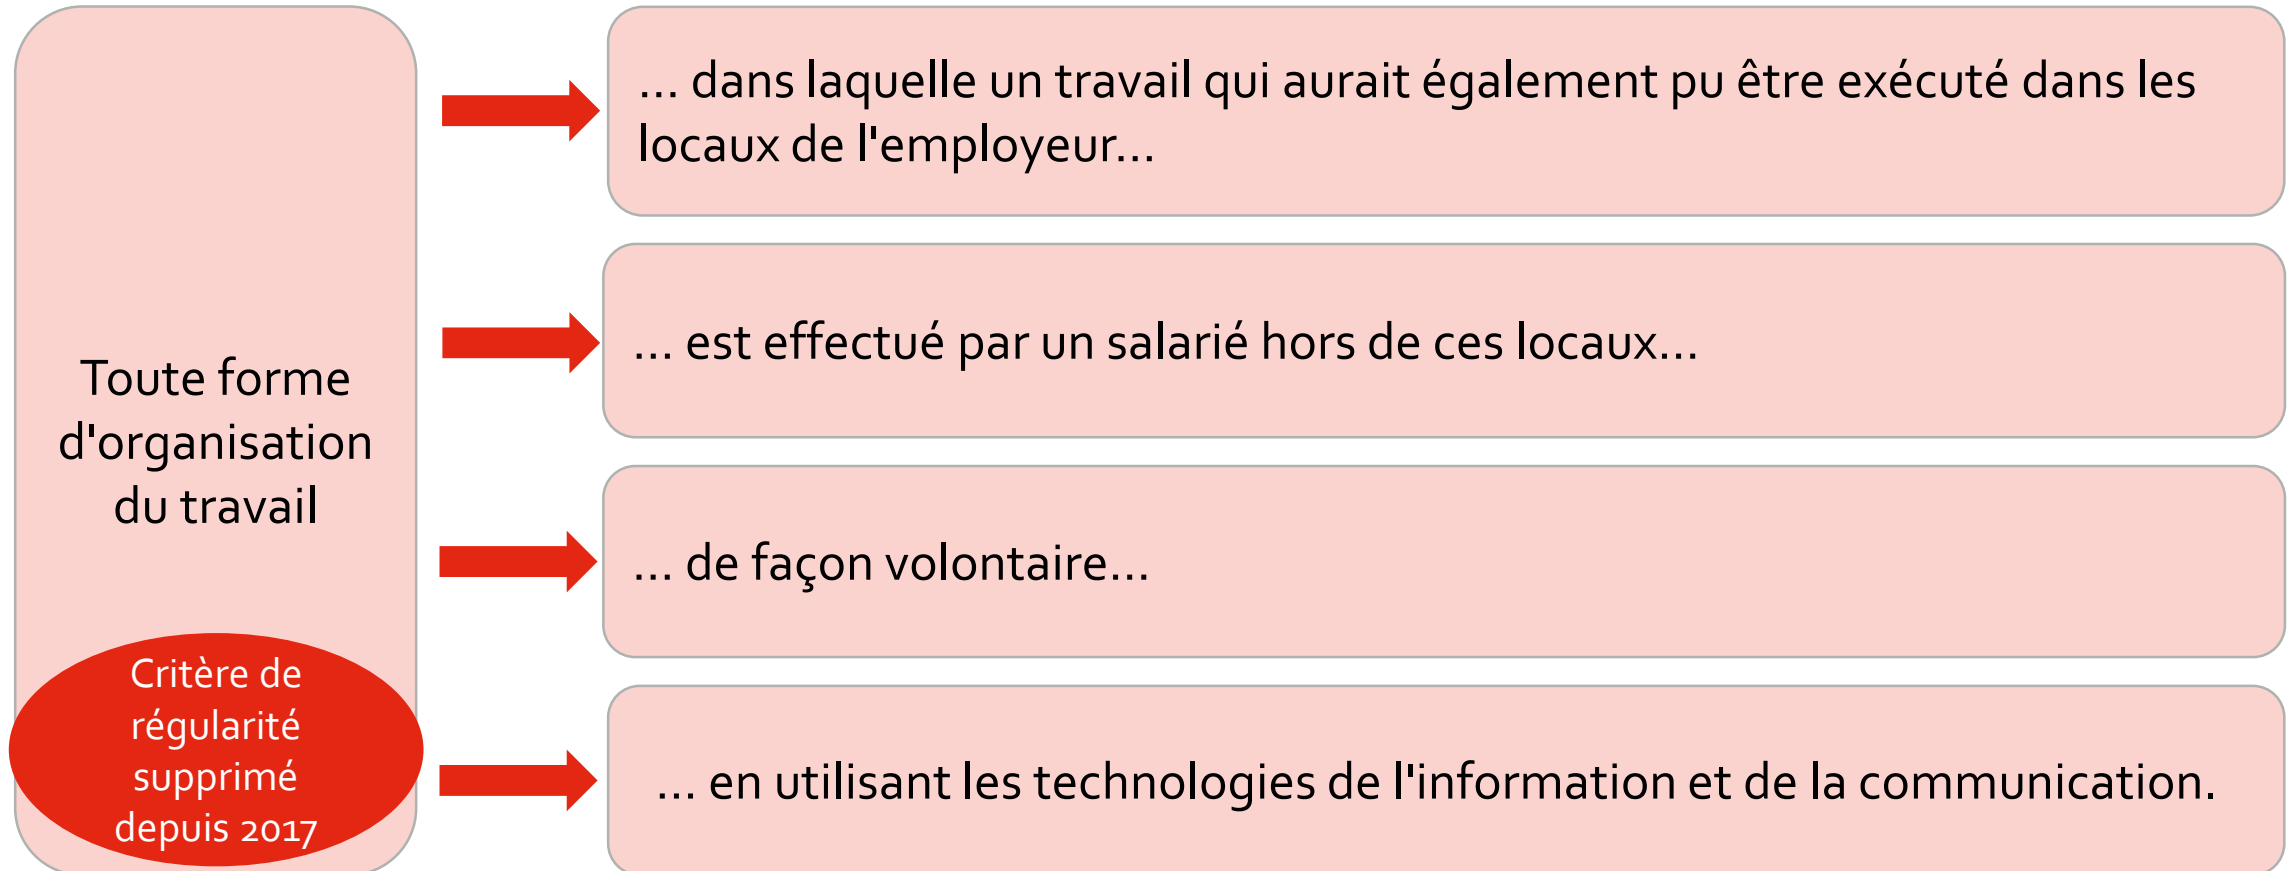 Toute forme
d'organisation
du travail
Critère de
régularité
supprimé
depuis 2017
... dans laquelle un travail qui aurait également pu être exécuté dans les
locaux de l'employeur...
... est effectué par un salarié hors de ces locaux...
... de façon volontaire...
... en utilisant les technologies de l'information et de la communication.